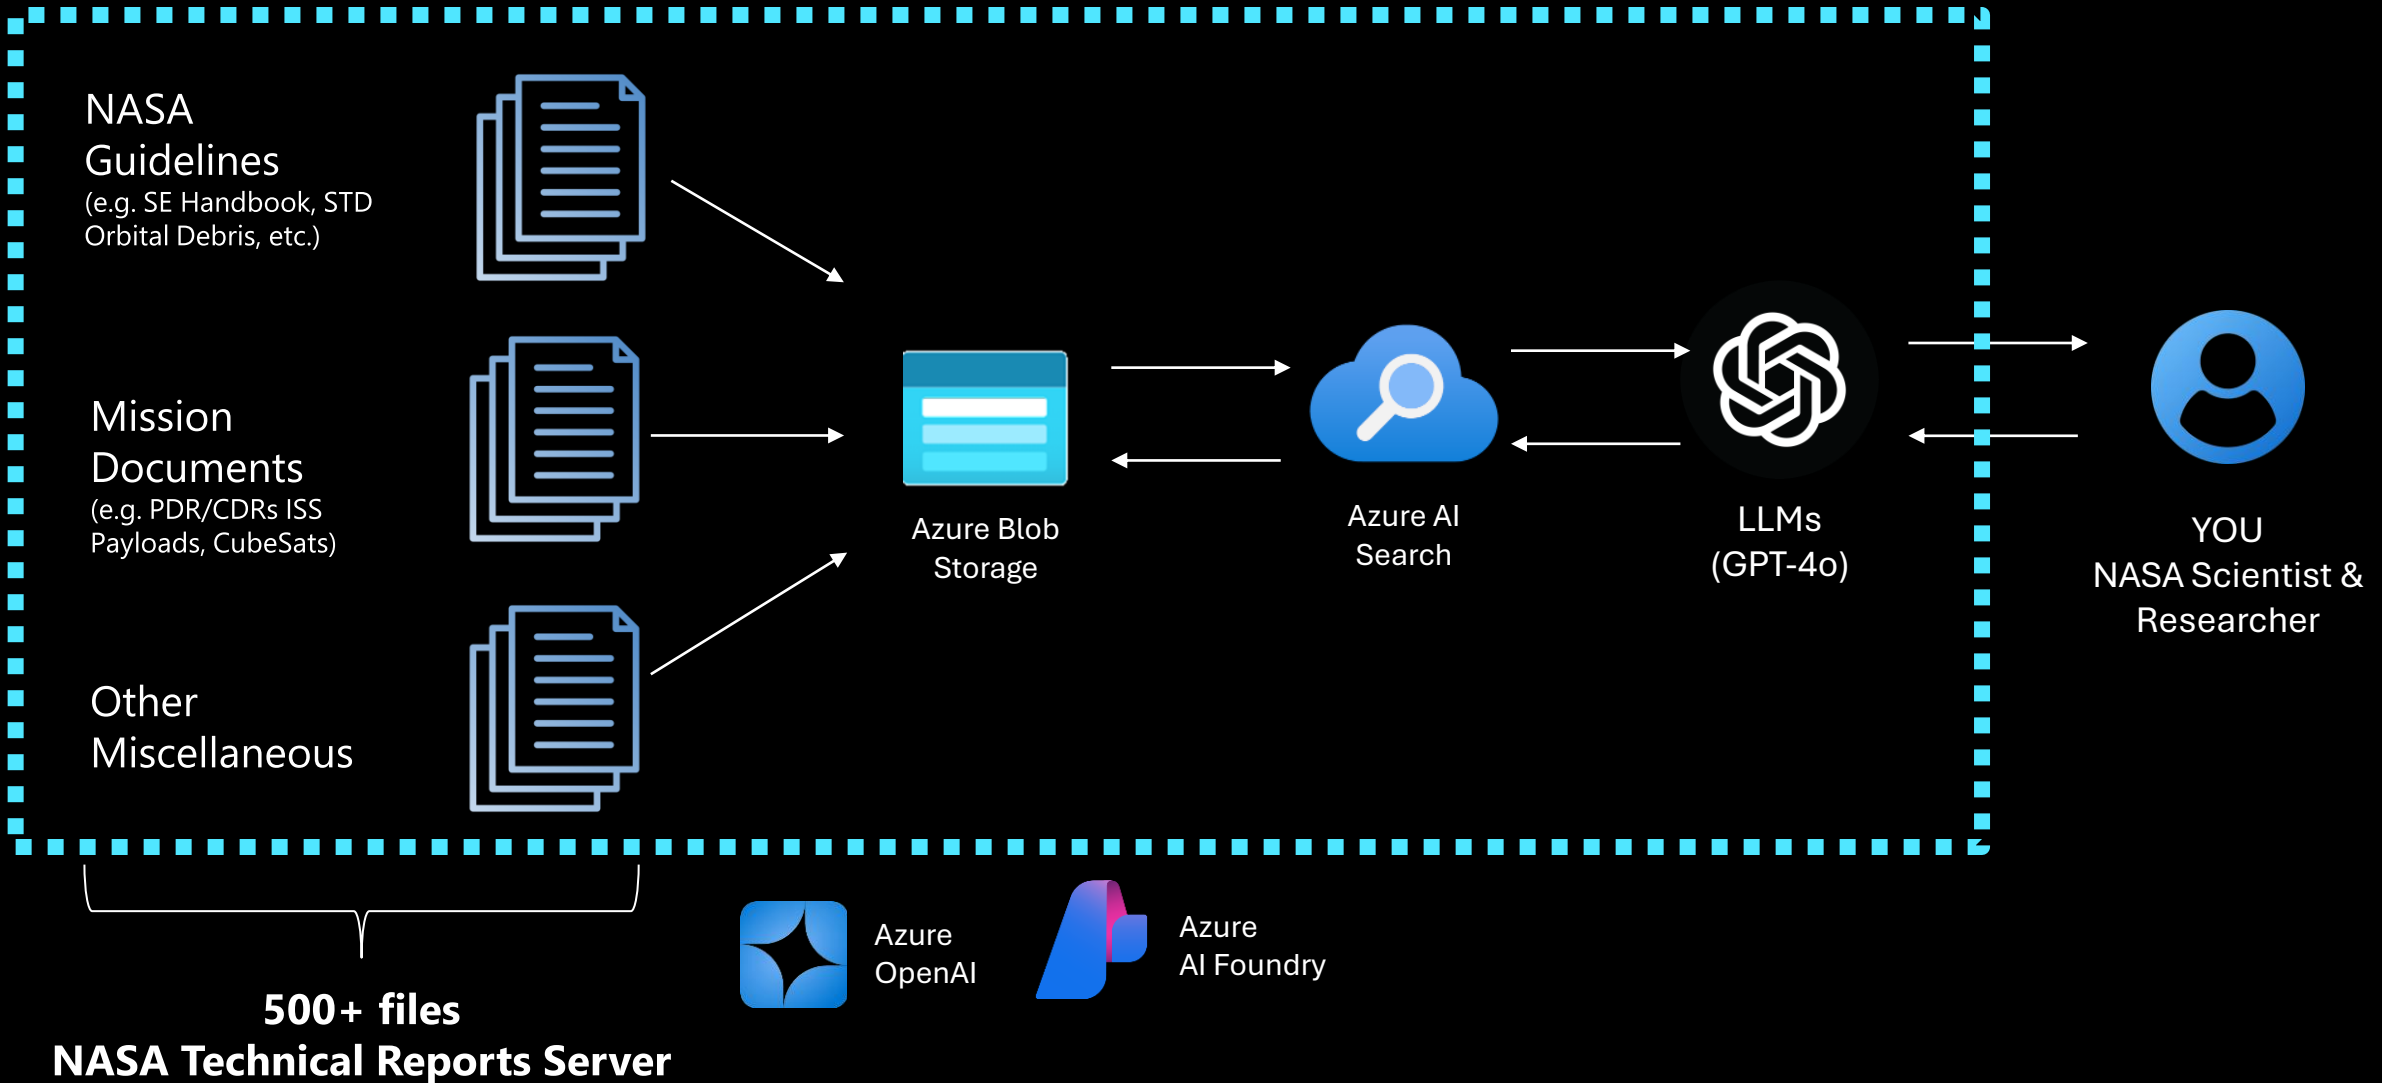 NASA
Guidelines
(e.g. SE Handbook, STD
Orbital Debris, etc.)
Mission
Documents
(e.g. PDR/CDRs ISS
Payloads, CubeSats)
Other
Miscellaneous
Azure Blob
Storage
Azure AI
Search
LLMs
(GPT-4o)
YOU
NASA Scientist &
Researcher
500+ files
NASA Technical Reports Server
Azure
OpenAI
Azure
AI Foundry